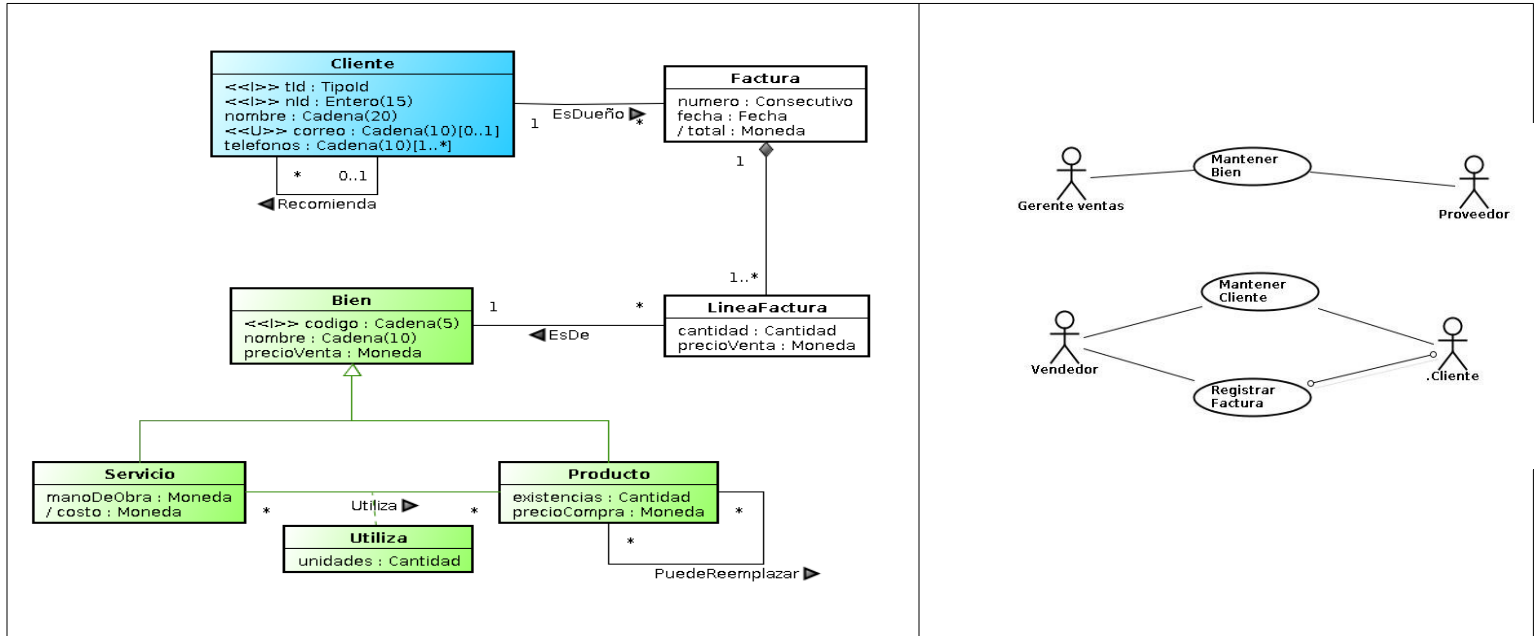 Cliente
<<I>> tId : TipoId
<<I>> nId : Entero(15)
nombre : Cadena(20)
<<U>> correo : Cadena(10)[0..1]
telefonos : Cadena(10)[1..*]
* 0..1
Recomienda
1 EsDueño *
Factura
numero : Consecutivo
fecha : Fecha
/ total : Moneda
1
1..*
Bien
<<I>> codigo : Cadena(5)
nombre : Cadena(10)
precioVenta : Moneda
1 EsDe *
LineaFactura
cantidad : Cantidad
precioVenta : Moneda
Servicio
manoDeObra : Moneda
/ costo : Moneda
* Utiliza *
Utiliza
unidades : Cantidad
Producto
existencias : Cantidad
precioCompra : Moneda
*
*
PuedeReemplazar
Mantener
Bien
Gerente ventas
Proveedor
Mantener
Cliente
Vendedor
.Cliente
Registrar
Factura